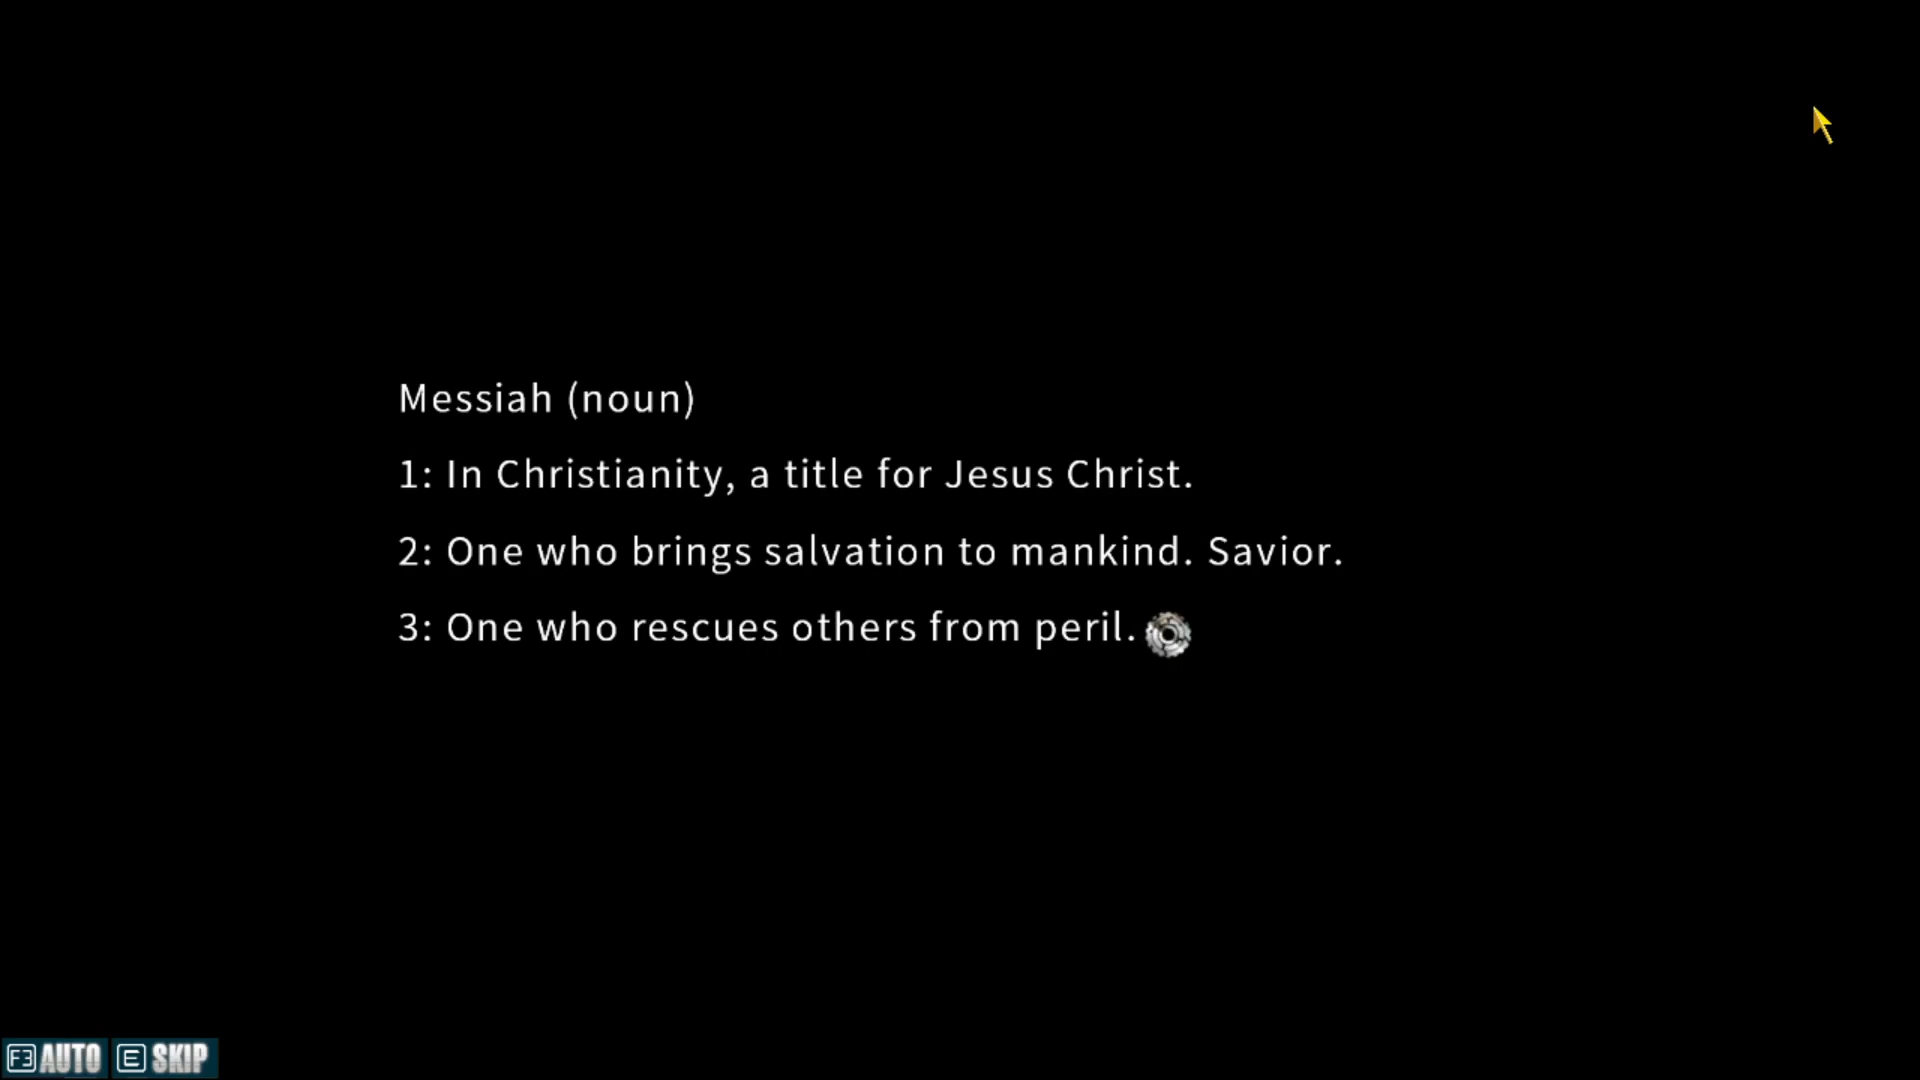 Messiah (noun)
1: In Christianity, a title for Jesus Christ.
2: One who brings salvation to mankind. Savior.
3: One who rescues others from peril.
F3 AUTO E SKIP